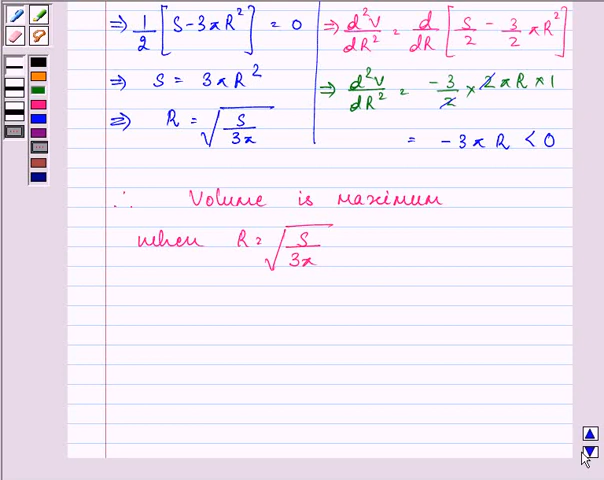 ⇒ 1/2 [S - 3πR²] = 0
⇒ S = 3πR²
⇒ R = √(S/3π)
⇒ d²V/dR² = d/dR [S/2 - 3/2 πR²]
⇒ d²V/dR² = -3/2 × 2πR × 1
= -3πR < 0
∴ Volume is maximum
when R = √(S/3π)